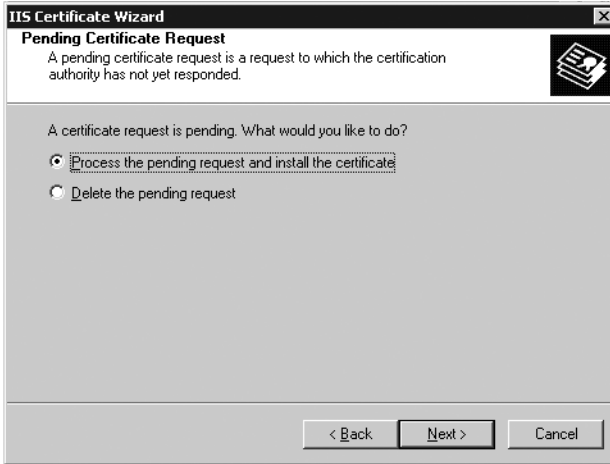 IIS Certificate Wizard
Pending Certificate Request
A pending certificate request is a request to which the certification
authority has not yet responded.
A certificate request is pending. What would you like to do?
Process the pending request and install the certificate
Delete the pending request
< Back
Next >
Cancel